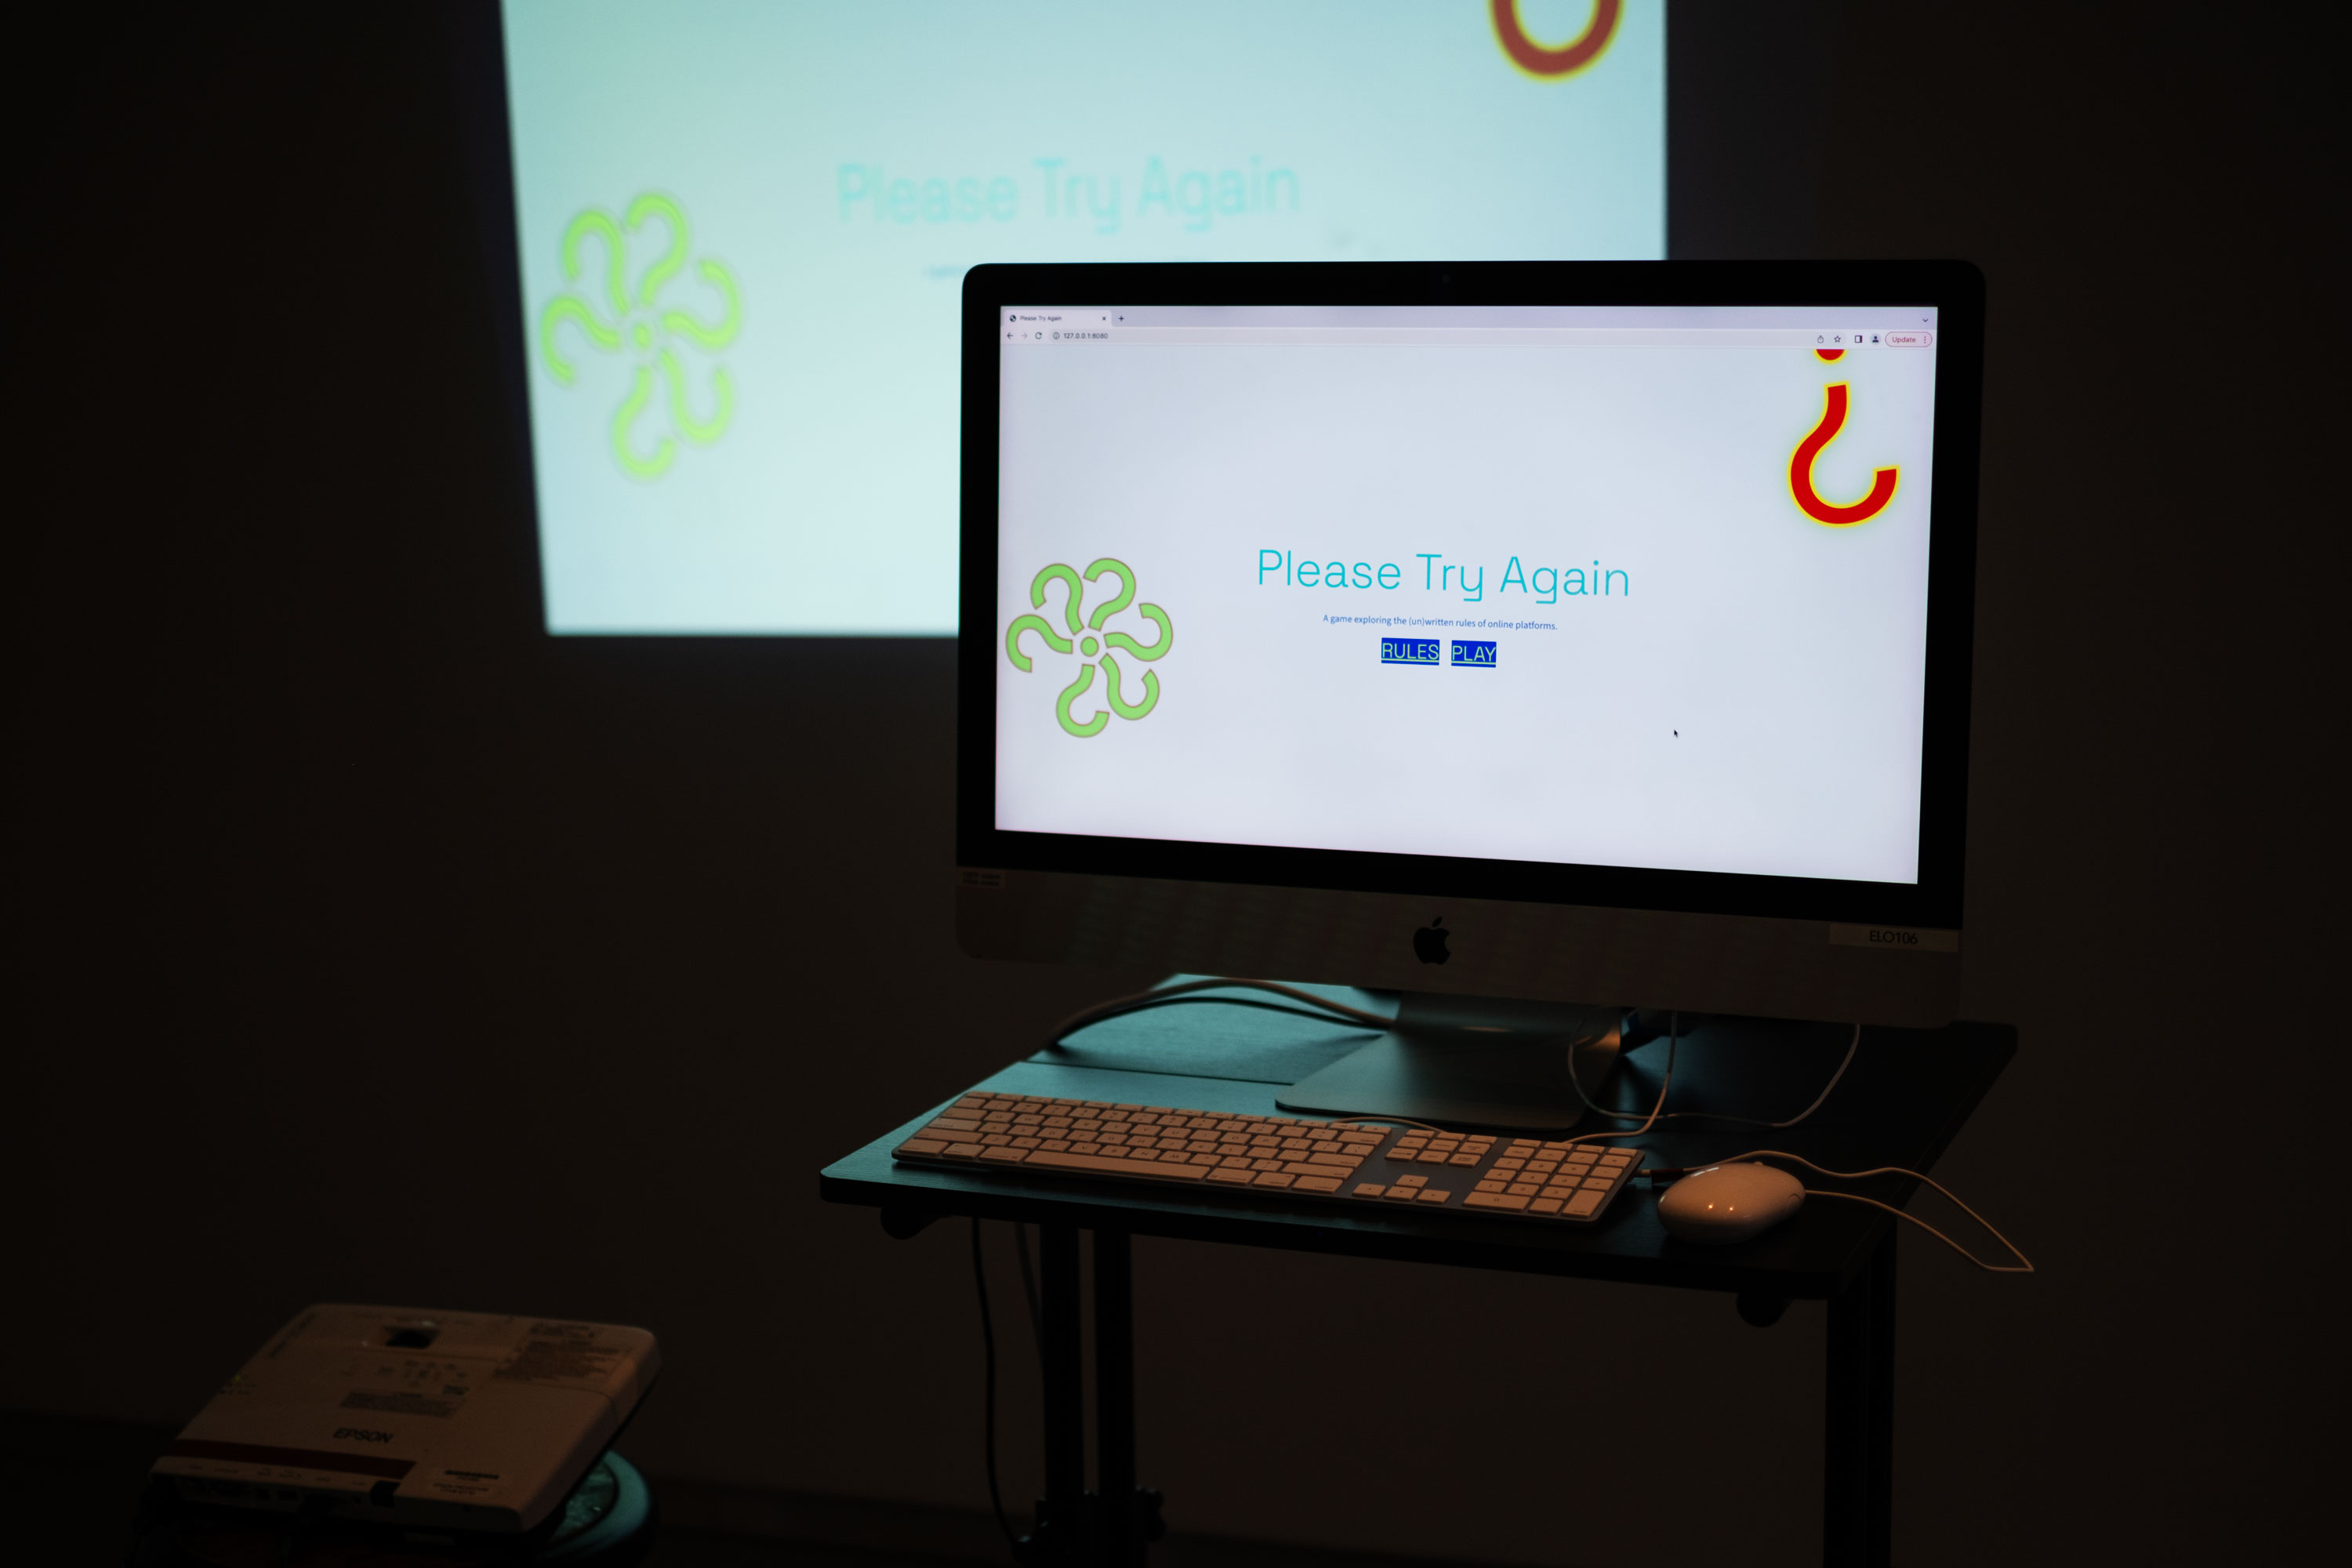 Please Try Again
Please Try Again
127.0.0.1:8080
Update
?
Please Try Again
A game exploring the (un)written rules of online platforms.
RULES PLAY
ELO106
EPSON